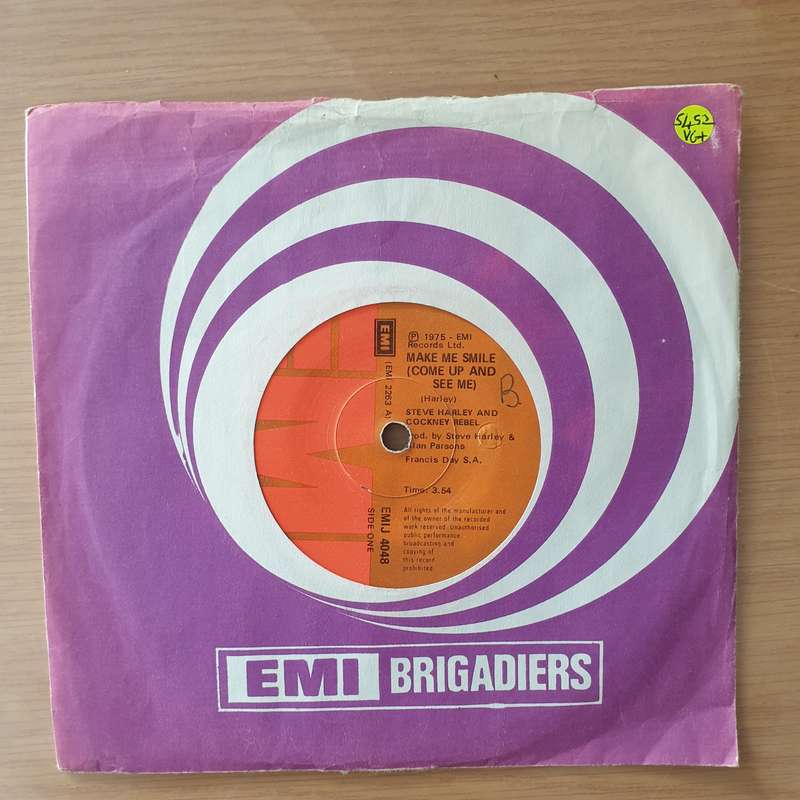 5452
VG+
EMI
(EMI 2263 A)
Ⓟ 1975 - EMI
Records Ltd.
MAKE ME SMILE
(COME UP AND
SEE ME)
B
(Harley)
STEVE HARLEY AND
COCKNEY REBEL
Prod. by Steve Harley &
Alan Parsons
Francis Day S.A.
Time: 3.54
EMIJ 4048
SIDE ONE
All rights of the manufacturer and
of the owner of the recorded
work reserved. Unauthorised
public performance
broadcasting and
copying of
this record
prohibited.
EMI BRIGADIERS